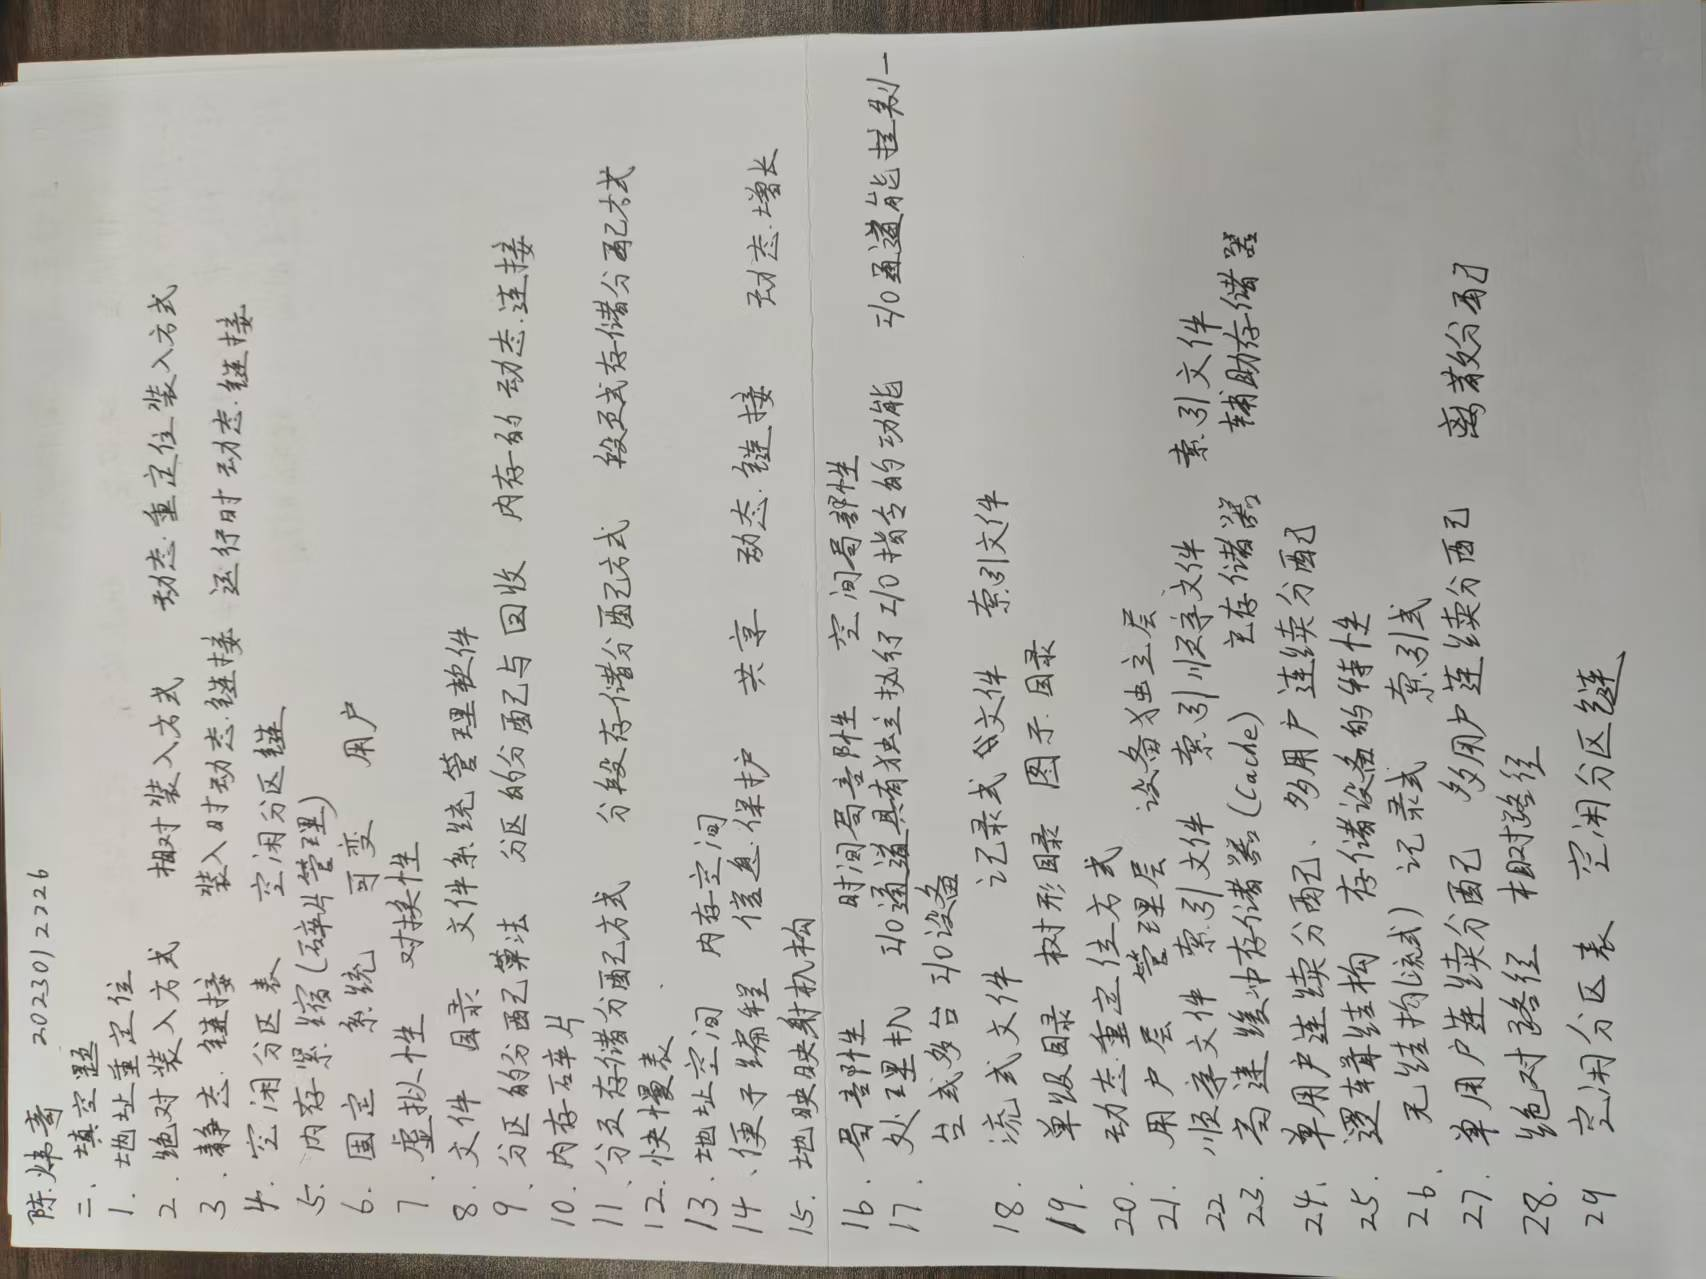 陈炜 2023012226
二、填空题
1. 地址重定位
2. 绝对装入方式 相对装入方式 动态重定位装入方式
3. 静态链接 装入时动态链接 运行时动态链接
4. 空闲分区表 空闲分区链
5. 内存紧缩(碎片管理)
6. 固定 系统 可变 用户
7. 虚拟性 对换性
8. 文件 目录 文件系统管理软件
9. 分区的分配算法 分区的分配与回收 内存的动态连接
10. 内存碎片
11. 分页存储分配方式 分段存储分配方式 段页式存储分配方式
12. 快慢表
13. 地址空间 内存空间
14、便于编程 信息保护 共享 动态链接 动态增长
15. 地映映射机构
16. 局部性 时间局部性 空间局部性
17. 处理机 I/O通道具有独立执行I/O指令的功能 I/O通道能控制一
台或多台I/O设备
18. 流式文件 记录式文件 索引文件
19. 单级目录 树形目录 图子目录
20. 动态重定位方式
21. 用户层 管理层 设备独立层
22 顺序文件 索引文件 索引顺序文件 索引文件
23. 高速缓冲存储器(Cache) 主存储器 辅助存储器
24. 单用户连续分配、多用户连续分配
25. 逻辑结构 存储设备的特性
26. 无结构(流式) 记录式 索引式
27. 单用户连续分配 多用户连续分配 离散分配
28. 绝对路径 相对路径
29 空闲分区表 空闲分区链